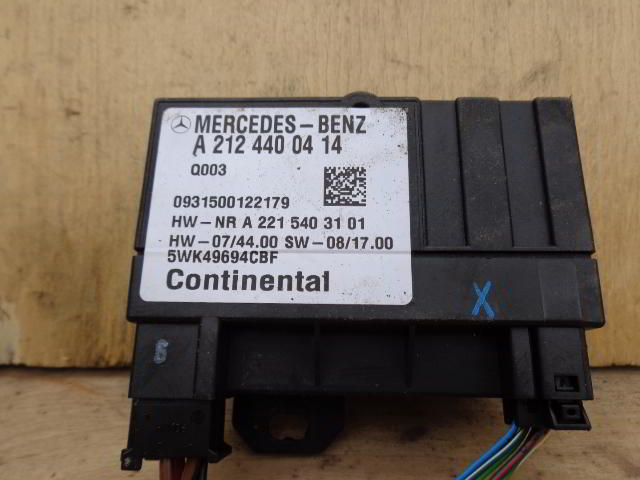 MERCEDES-BENZ
A 212 440 04 14
Q003
0931500122179
HW-NR A 221 540 31 01
HW-07/44.00 SW-08/17.00
5WK49694CBF
Continental
X